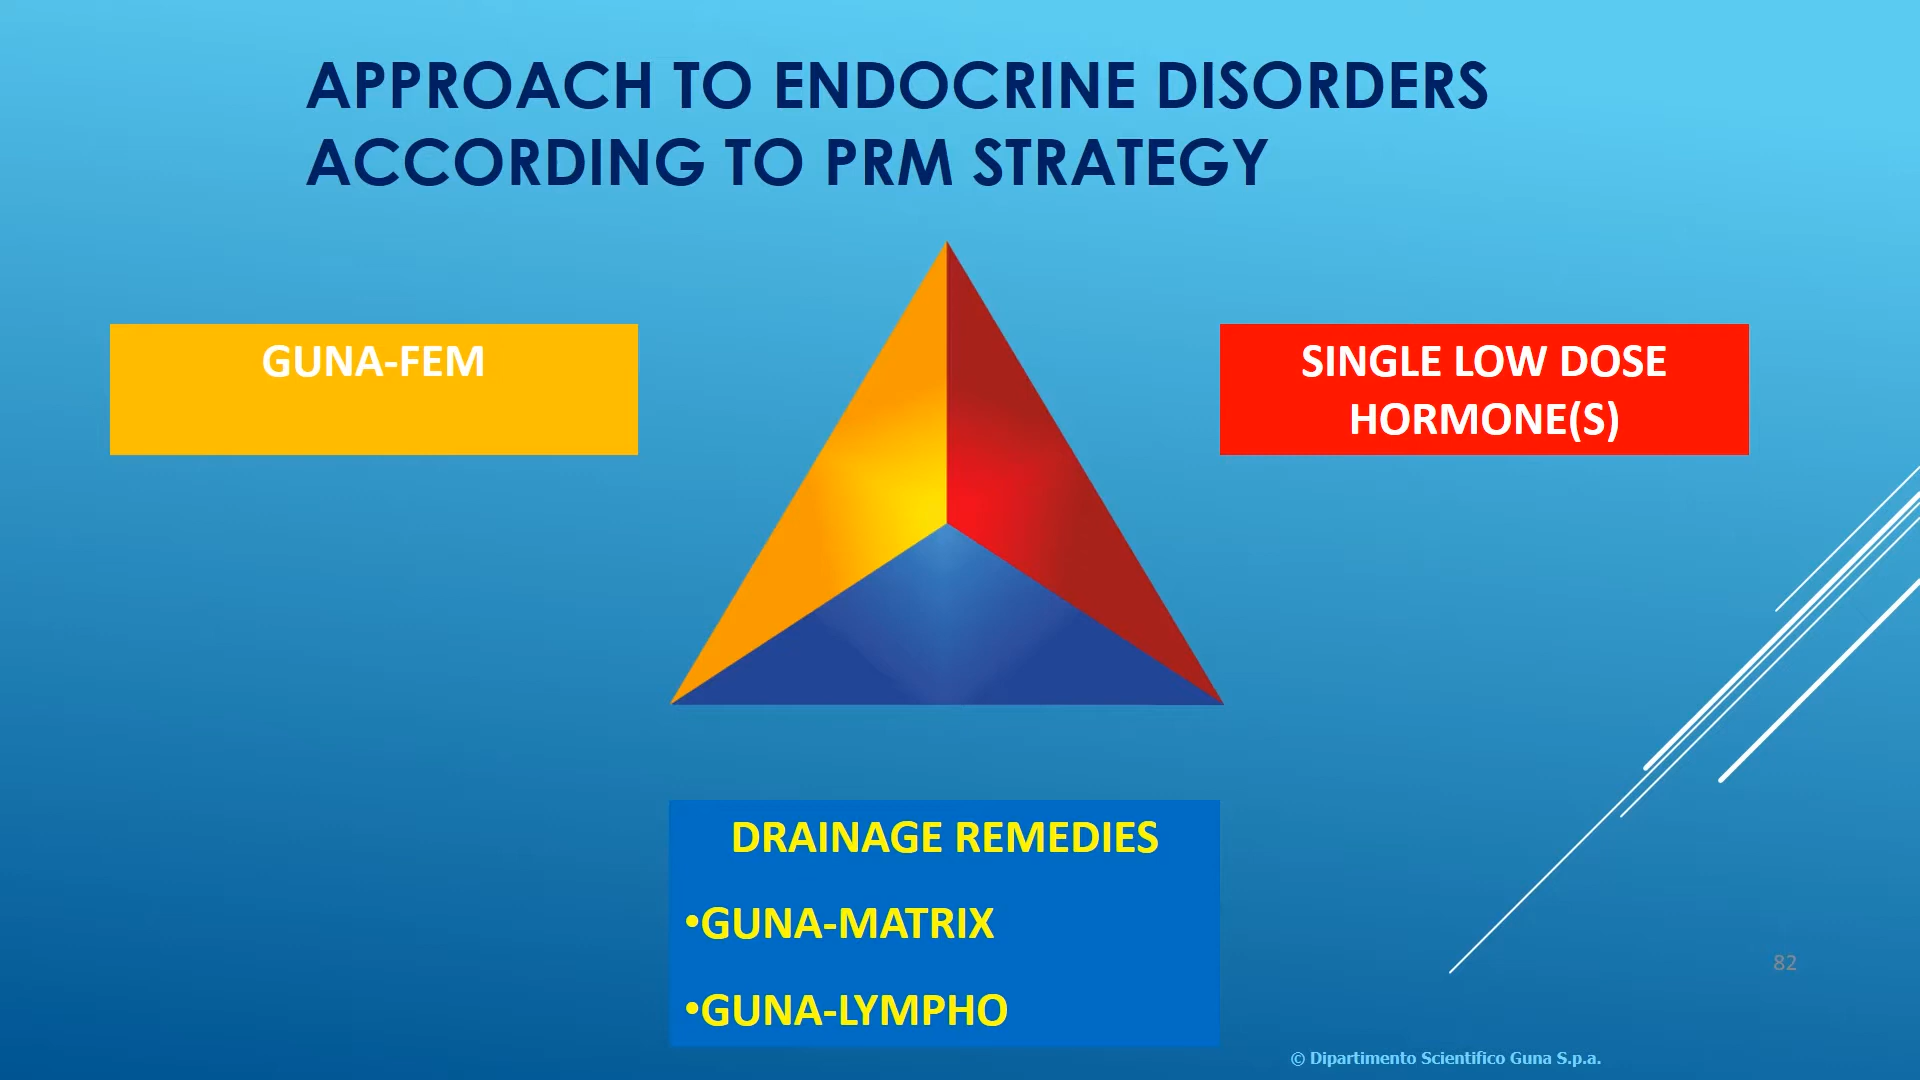 APPROACH TO ENDOCRINE DISORDERS
ACCORDING TO PRM STRATEGY
GUNA-FEM
SINGLE LOW DOSE
HORMONE(S)
DRAINAGE REMEDIES
•GUNA-MATRIX
•GUNA-LYMPHO
82
© Dipartimento Scientifico Guna S.p.a.